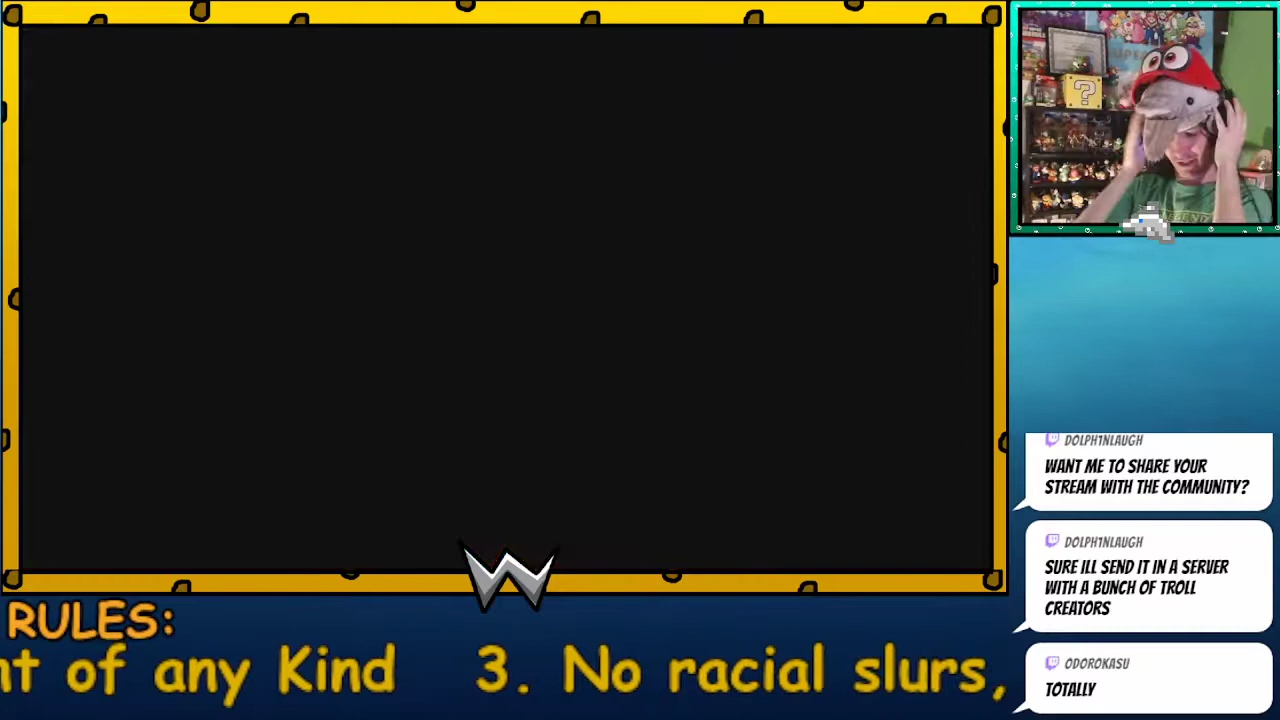 DOLPH1NLAUGH
WANT ME TO SHARE YOUR
STREAM WITH THE COMMUNITY?
DOLPH1NLAUGH
SURE ILL SEND IT IN A SERVER
WITH A BUNCH OF TROLL
CREATORS
ODOROKASU
TOTALLY
RULES:
nt of any Kind 3. No racial slurs,
W
?